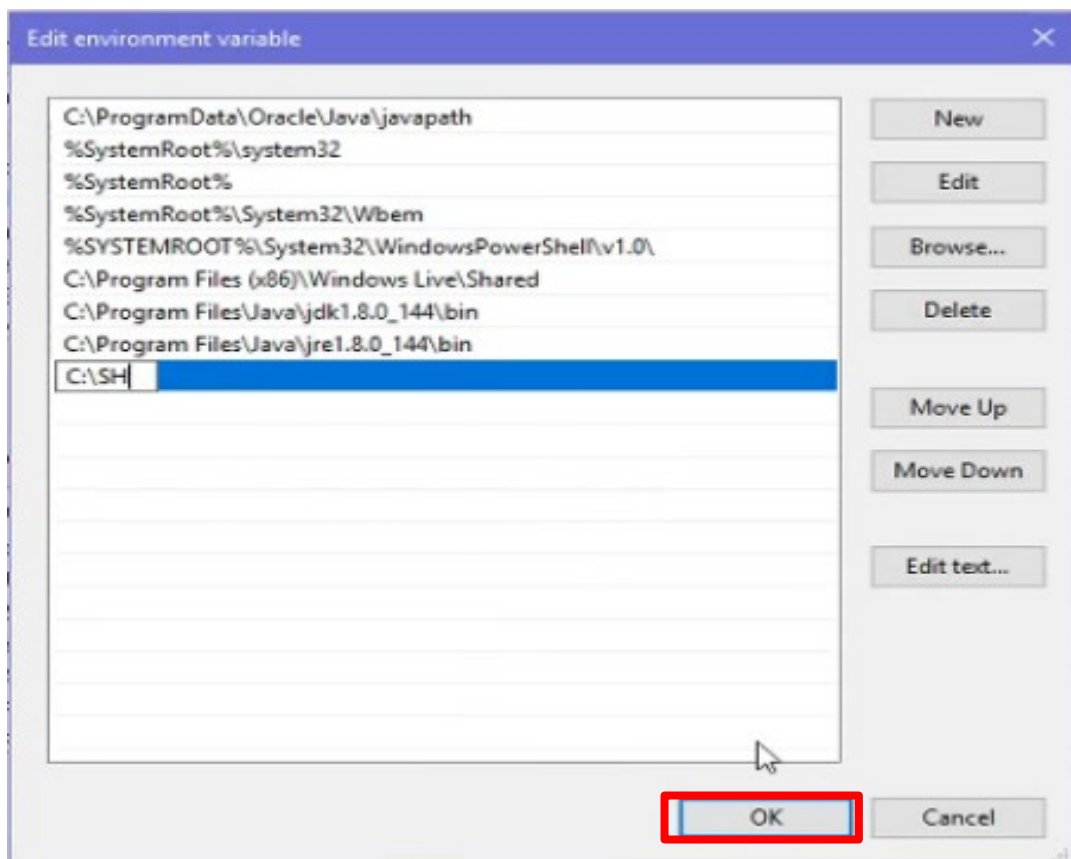 Edit environment variable
C:\ProgramData\Oracle\Java\javapath
%SystemRoot%\system32
%SystemRoot%
%SystemRoot%\System32\Wbem
%SYSTEMROOT%\System32\WindowsPowerShell\v1.0\
C:\Program Files (x86)\Windows Live\Shared
C:\Program Files\Java\jdk1.8.0_144\bin
C:\Program Files\Java\jre1.8.0_144\bin
C:\SH
New
Edit
Browse...
Delete
Move Up
Move Down
Edit text...
OK
Cancel